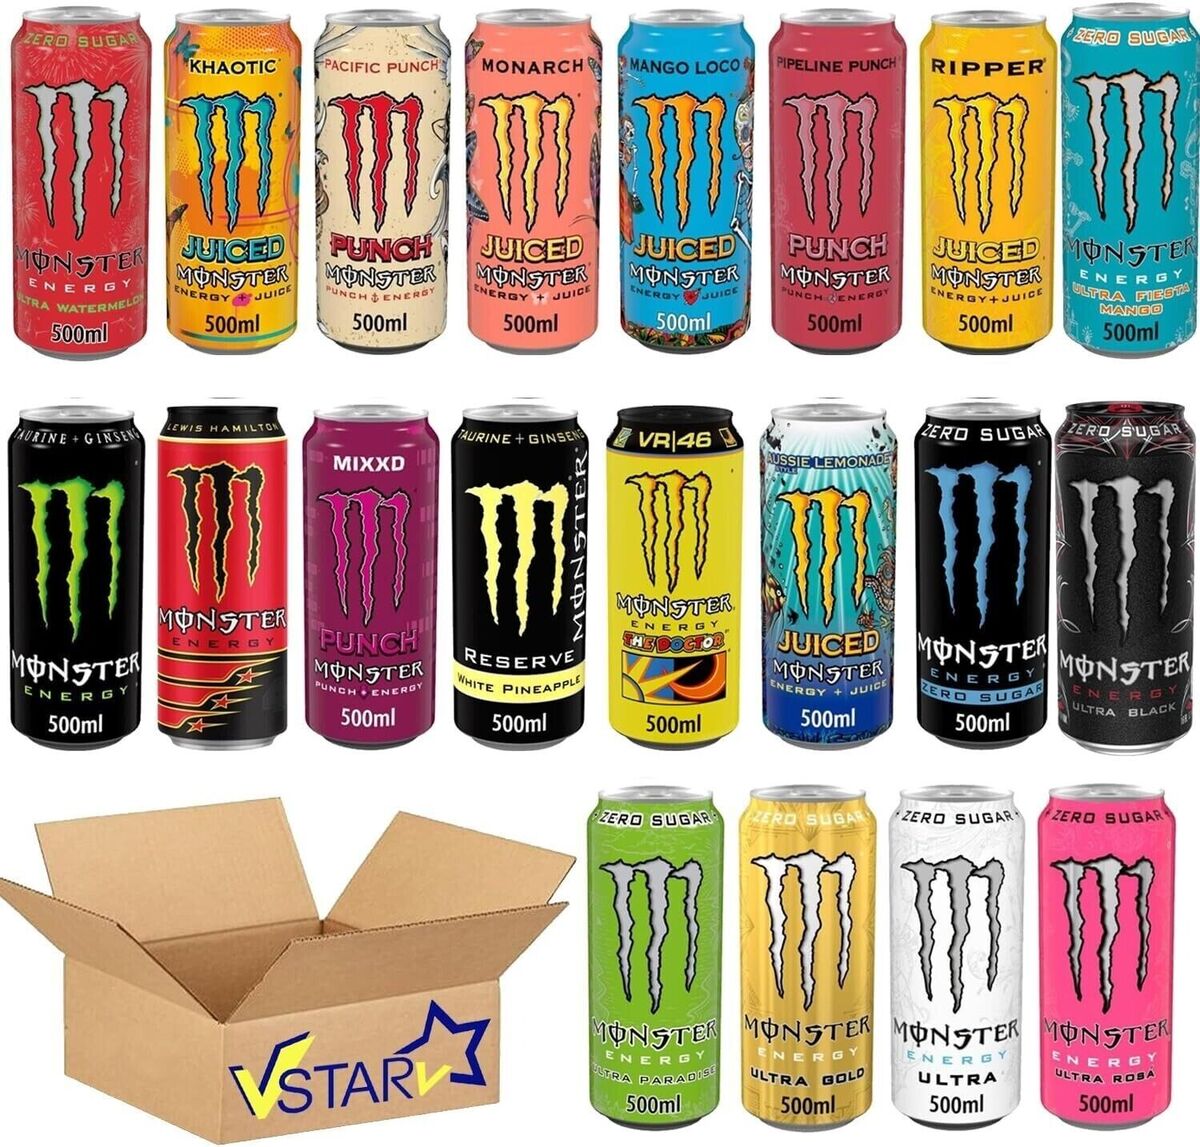 ZERO SUGAR
MONSTER
ENERGY
ULTRA WATERMELON
500ml
KHAOTIC
JUICED
MONSTER
ENERGY + JUICE
500ml
PACIFIC PUNCH
PUNCH
MONSTER
PUNCH ENERGY
500ml
MONARCH
JUICED
MONSTER
ENERGY + JUICE
500ml
MANGO LOCO
JUICED
MONSTER
ENERGY JUICE
500ml
PIPELINE PUNCH
PUNCH
MONSTER
PUNCH ENERGY
500ml
RIPPER
JUICED
MONSTER
ENERGY + JUICE
500ml
ZERO SUGAR
MONSTER
ENERGY
ULTRA FIESTA
MANGO
500ml
TAURINE + GINSENG
MONSTER
ENERGY
500ml
LEWIS HAMILTON
MONSTER
ENERGY
MIXXD
PUNCH
MONSTER
PUNCH + ENERGY
500ml
TAURINE + GINSENG
MONSTER
RESERVE
WHITE PINEAPPLE
500ml
VR|46
MONSTER
ENERGY
THE DOCTOR
500ml
AUSSIE LEMONADE
STYLE
JUICED
MONSTER
ENERGY + JUICE
500ml
ZERO SUGAR
MONSTER
ENERGY
ZERO SUGAR
500ml
ZERO SUGAR
MONSTER
ENERGY
ULTRA BLACK
VSTAR
V
ZERO SUGAR
MONSTER
ENERGY
ULTRA PARADISE
500ml
ZERO SUGAR
MONSTER
ENERGY
ULTRA GOLD
500ml
ZERO SUGAR
MONSTER
ENERGY
ULTRA
500ml
ZERO SUGAR
MONSTER
ENERGY
ULTRA ROSÁ
500ml